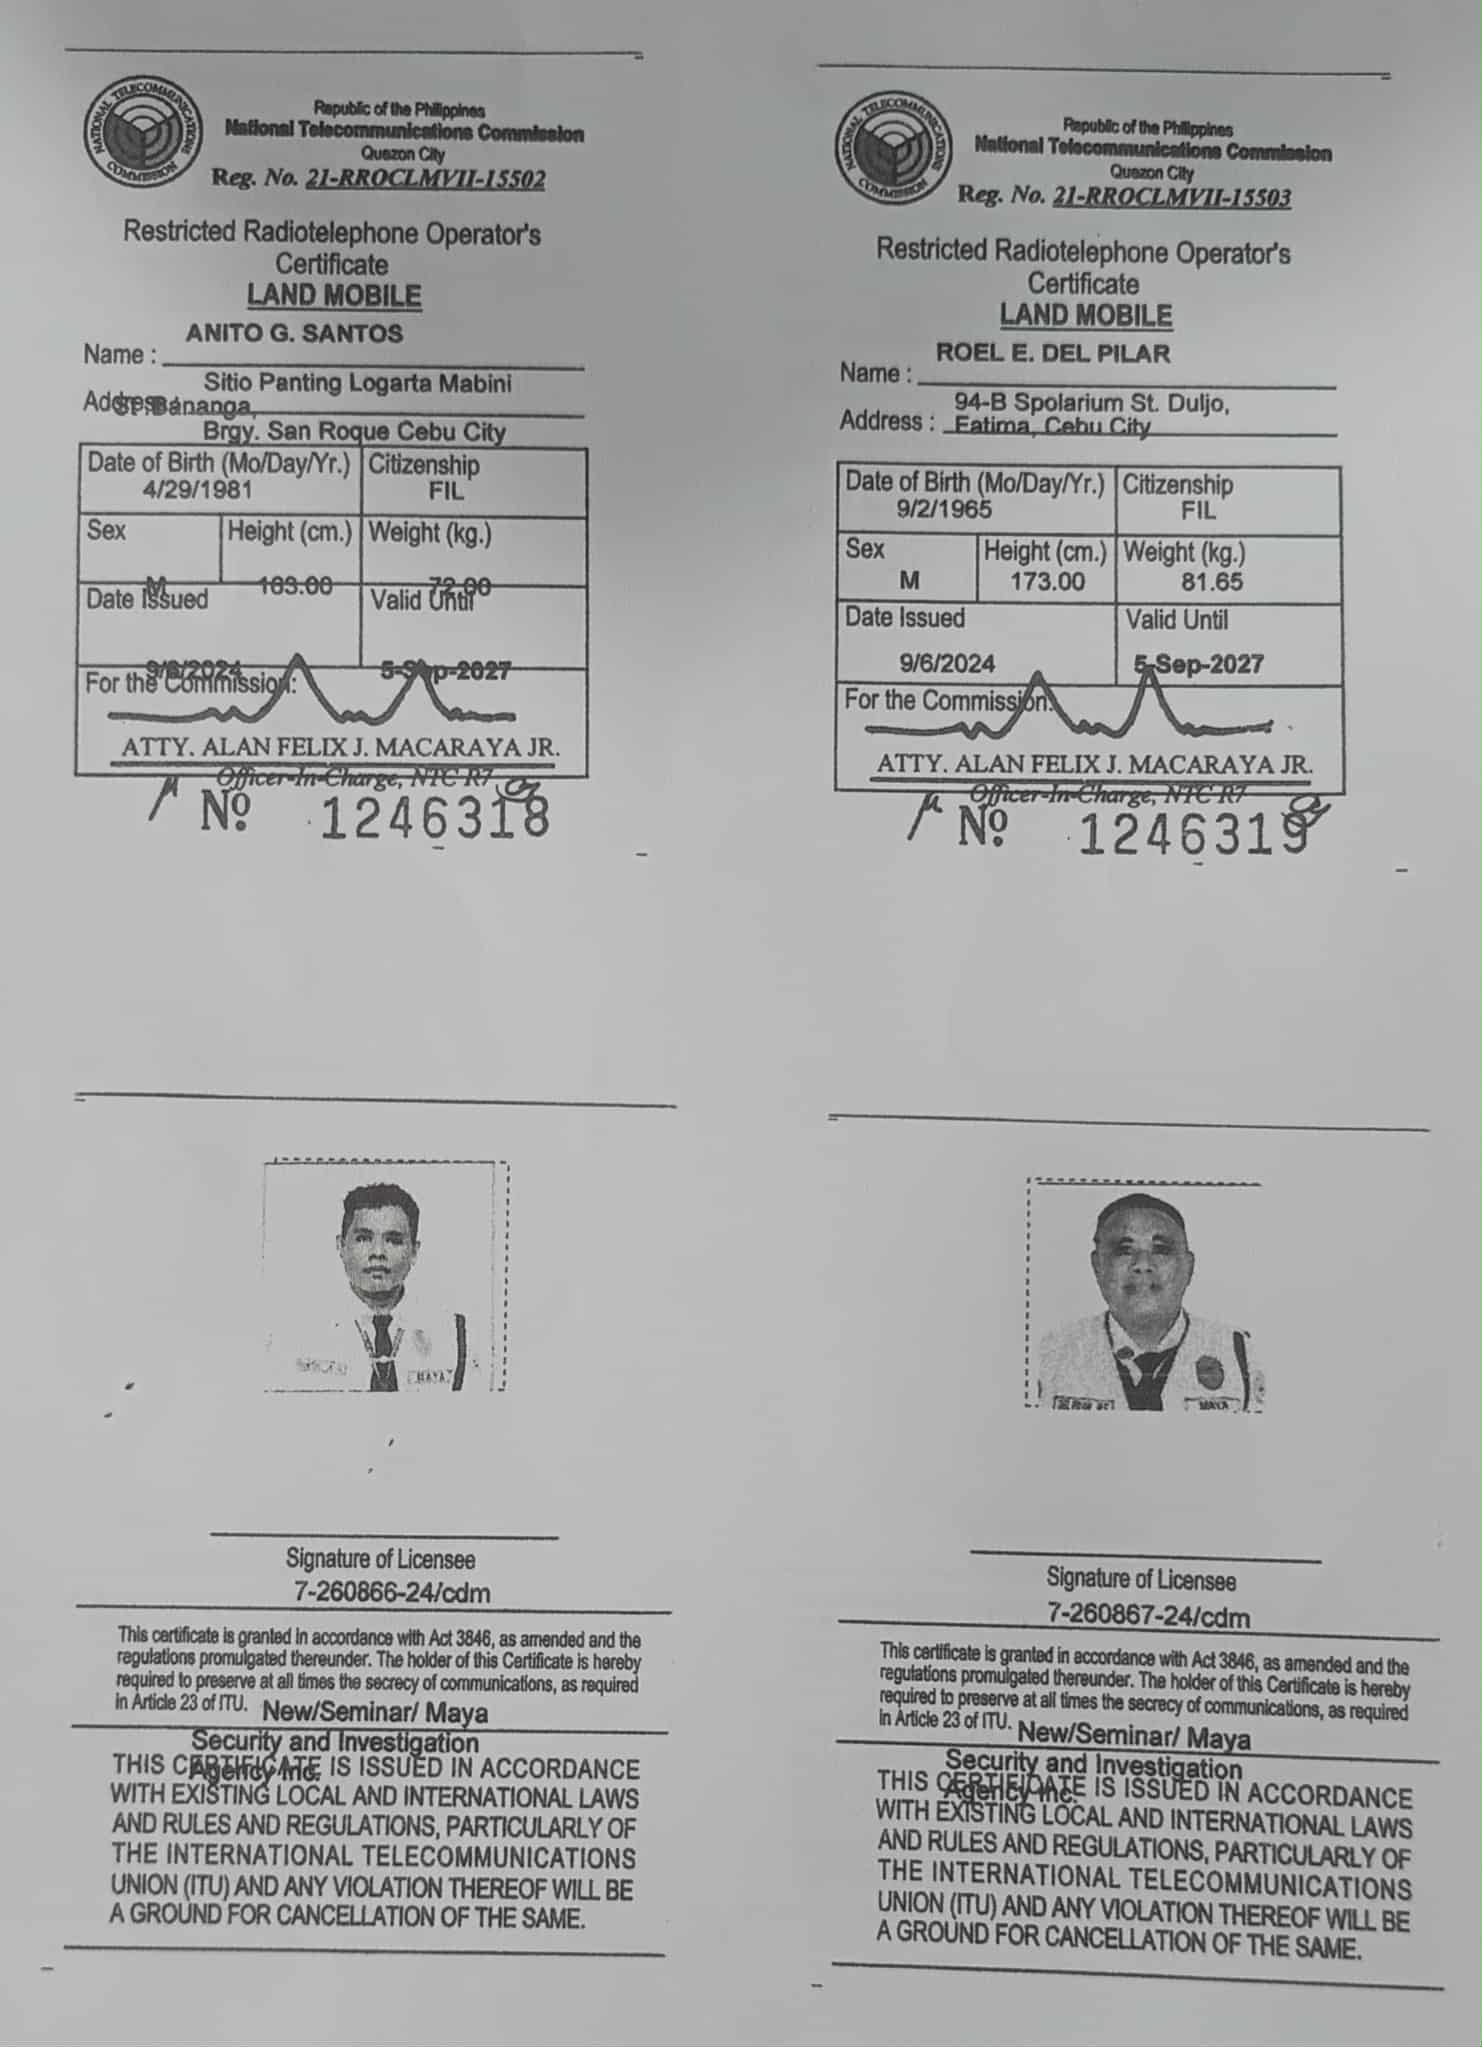 NATIONAL TELECOMMUNICATIONS COMMISSION
Republic of the Philippines
National Telecommunications Commission
Quezon City
Reg. No. 21-RROCLMVII-15502
Restricted Radiotelephone Operator's
Certificate
LAND MOBILE
ANITO G. SANTOS
Name :
Sitio Panting Logarta Mabini
Address
St. Bananga,
Brgy. San Roque Cebu City
Date of Birth (Mo/Day/Yr.) Citizenship
4/29/1981 FIL
Sex Height (cm.) Weight (kg.)
M 163.00 72.00
Date Issued Valid Until
9/6/2024 5-Sep-2027
For the Commission:
ATTY. ALAN FELIX J. MACARAYA JR.
Officer-In-Charge, NTC R7
Nº 1246318
Signature of Licensee
7-260866-24/cdm
This certificate is granted in accordance with Act 3846, as amended and the
regulations promulgated thereunder. The holder of this Certificate is hereby
required to preserve at all times the secrecy of communications, as required
in Article 23 of ITU. New/Seminar/ Maya
Security and Investigation
Agency Inc.
THIS CERTIFICATE IS ISSUED IN ACCORDANCE
WITH EXISTING LOCAL AND INTERNATIONAL LAWS
AND RULES AND REGULATIONS, PARTICULARLY OF
THE INTERNATIONAL TELECOMMUNICATIONS
UNION (ITU) AND ANY VIOLATION THEREOF WILL BE
A GROUND FOR CANCELLATION OF THE SAME.
NATIONAL TELECOMMUNICATIONS COMMISSION
Republic of the Philippines
National Telecommunications Commission
Quezon City
Reg. No. 21-RROCLMVII-15503
Restricted Radiotelephone Operator's
Certificate
LAND MOBILE
ROEL E. DEL PILAR
Name :
94-B Spolarium St. Duljo,
Address : Fatima, Cebu City
Date of Birth (Mo/Day/Yr.) Citizenship
9/2/1965 FIL
Sex Height (cm.) Weight (kg.)
M 173.00 81.65
Date Issued Valid Until
9/6/2024 5-Sep-2027
For the Commission:
ATTY. ALAN FELIX J. MACARAYA JR.
Officer-In-Charge, NTC R7
Nº 1246319
MAYA
Signature of Licensee
7-260867-24/cdm
This certificate is granted in accordance with Act 3846, as amended and the
regulations promulgated thereunder. The holder of this Certificate is hereby
required to preserve at all times the secrecy of communications, as required
in Article 23 of ITU. New/Seminar/ Maya
Security and Investigation
Agency Inc.
THIS CERTIFICATE IS ISSUED IN ACCORDANCE
WITH EXISTING LOCAL AND INTERNATIONAL LAWS
AND RULES AND REGULATIONS, PARTICULARLY OF
THE INTERNATIONAL TELECOMMUNICATIONS
UNION (ITU) AND ANY VIOLATION THEREOF WILL BE
A GROUND FOR CANCELLATION OF THE SAME.